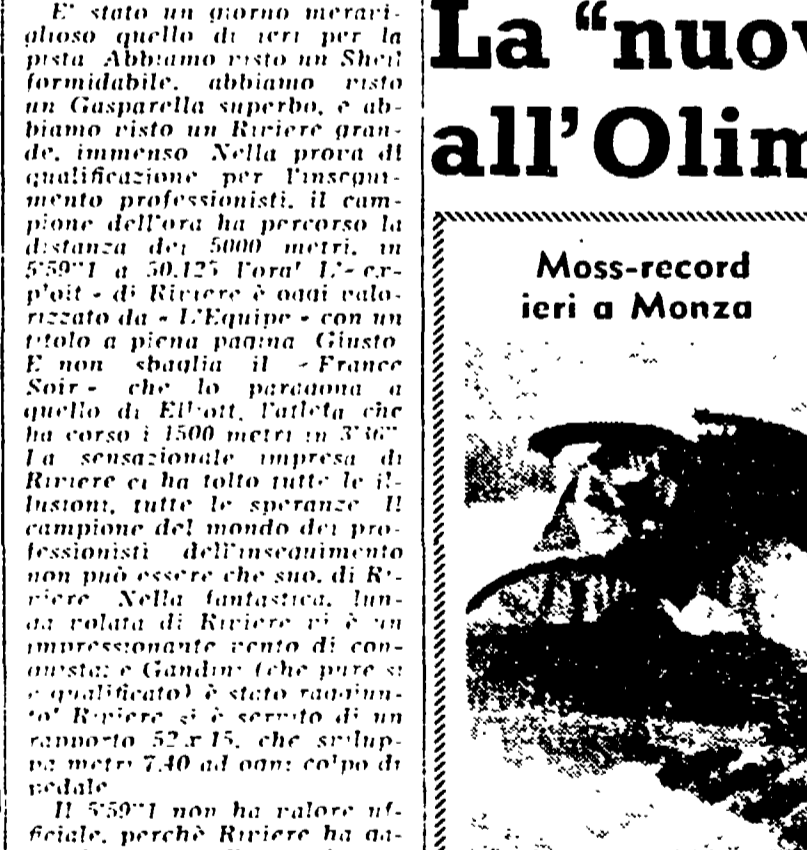 E' stato un giorno meravi-
glioso quello di ieri per la
pista Abbiamo visto un Sheil
formidabile, abbiamo visto
un Gasparella superbo, e ab-
biamo visto un Riviere gran-
de, immenso Nella prova di
qualificazione per l'insegui-
mento professionisti, il cam-
pione dell'ora ha percorso la
distanza dei 5000 metri, in
5'59"1 a 50,125 l'ora! L'- ex-
ploit - di Riviere è oggi valo-
rizzato da « L'Equipe » con un
titolo a piena pagina Giusto
E non sbaglia il - France
Soir - che lo paragona a
quello di Elliott, l'atleta che
ha corso i 1500 metri in 3'36"
La sensazionale impresa di
Riviere ci ha tolto tutte le il-
lusioni, tutte le speranze Il
campione del mondo dei pro-
fessionisti dell'inseguimento
non può essere che suo, di Ri-
viere Nella fantastica, lun-
ga volata di Riviere vi è un
impressionante vento di con-
quista: e Gandini (che pure si
è qualificato) è stato raggiun-
to! Riviere si è servito di un
rapporto 52 x 15, che svilup-
pa metri 7,40 ad ogni colpo di
pedale
Il 5'59"1 non ha valore uf-
ficiale, perchè Riviere ha
La "nuov
all'Olim
Moss-record
ieri a Monza